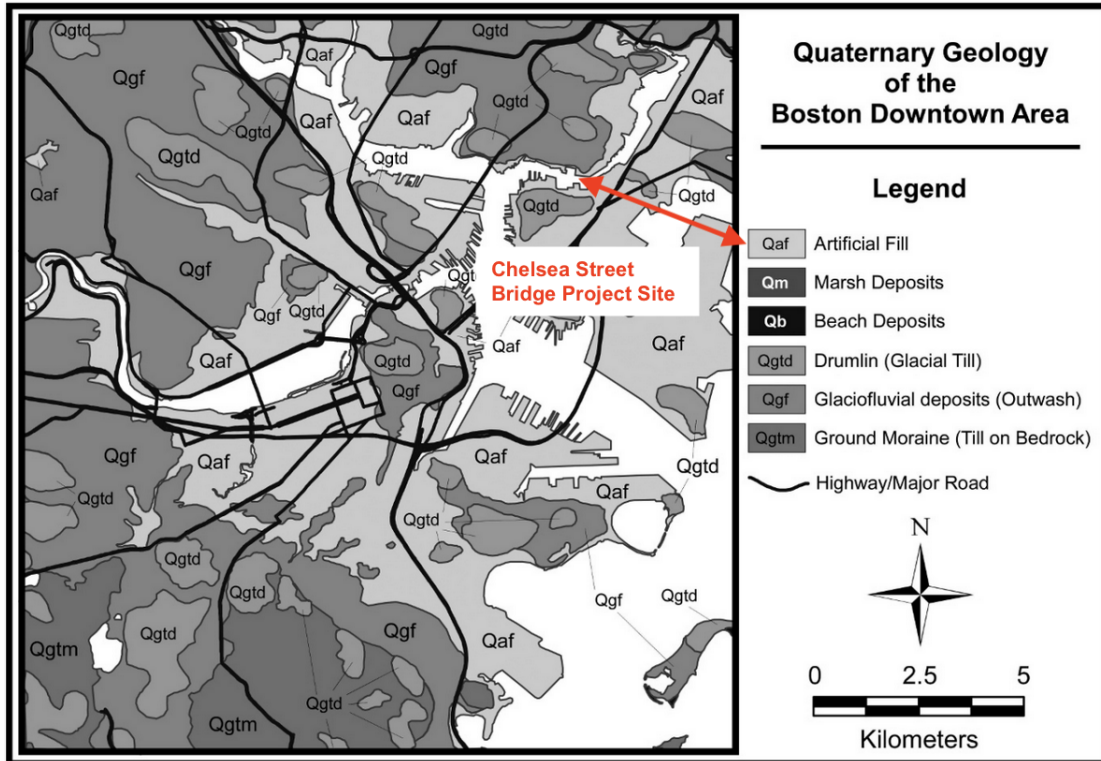 Quaternary Geology
of the
Boston Downtown Area
Legend
Qaf Artificial Fill
Qm Marsh Deposits
Qb Beach Deposits
Qgtd Drumlin (Glacial Till)
Qgf Glaciofluvial deposits (Outwash)
Qgtm Ground Moraine (Till on Bedrock)
Highway/Major Road
N
0 2.5 5
Kilometers
Chelsea Street
Bridge Project Site
Qgtd
Qaf
Qgtd
Qgf
Qgf
Qaf
Qaf
Qaf
Qgtd
Qgtd
Qgtd
Qaf
Qgtd
Qgtd
Qgf
Qgt
Qgf
Qgtd
Qaf
Qaf
Qaf
Qgtd
Qgf
Qgf
Qaf
Qaf
Qgtd
Qaf
Qgtd
Qgtd
Qgtd
Qgtd
Qgf
Qgtd
Qgtd
Qgf
Qaf
Qgtm
Qgtd
Qgtm